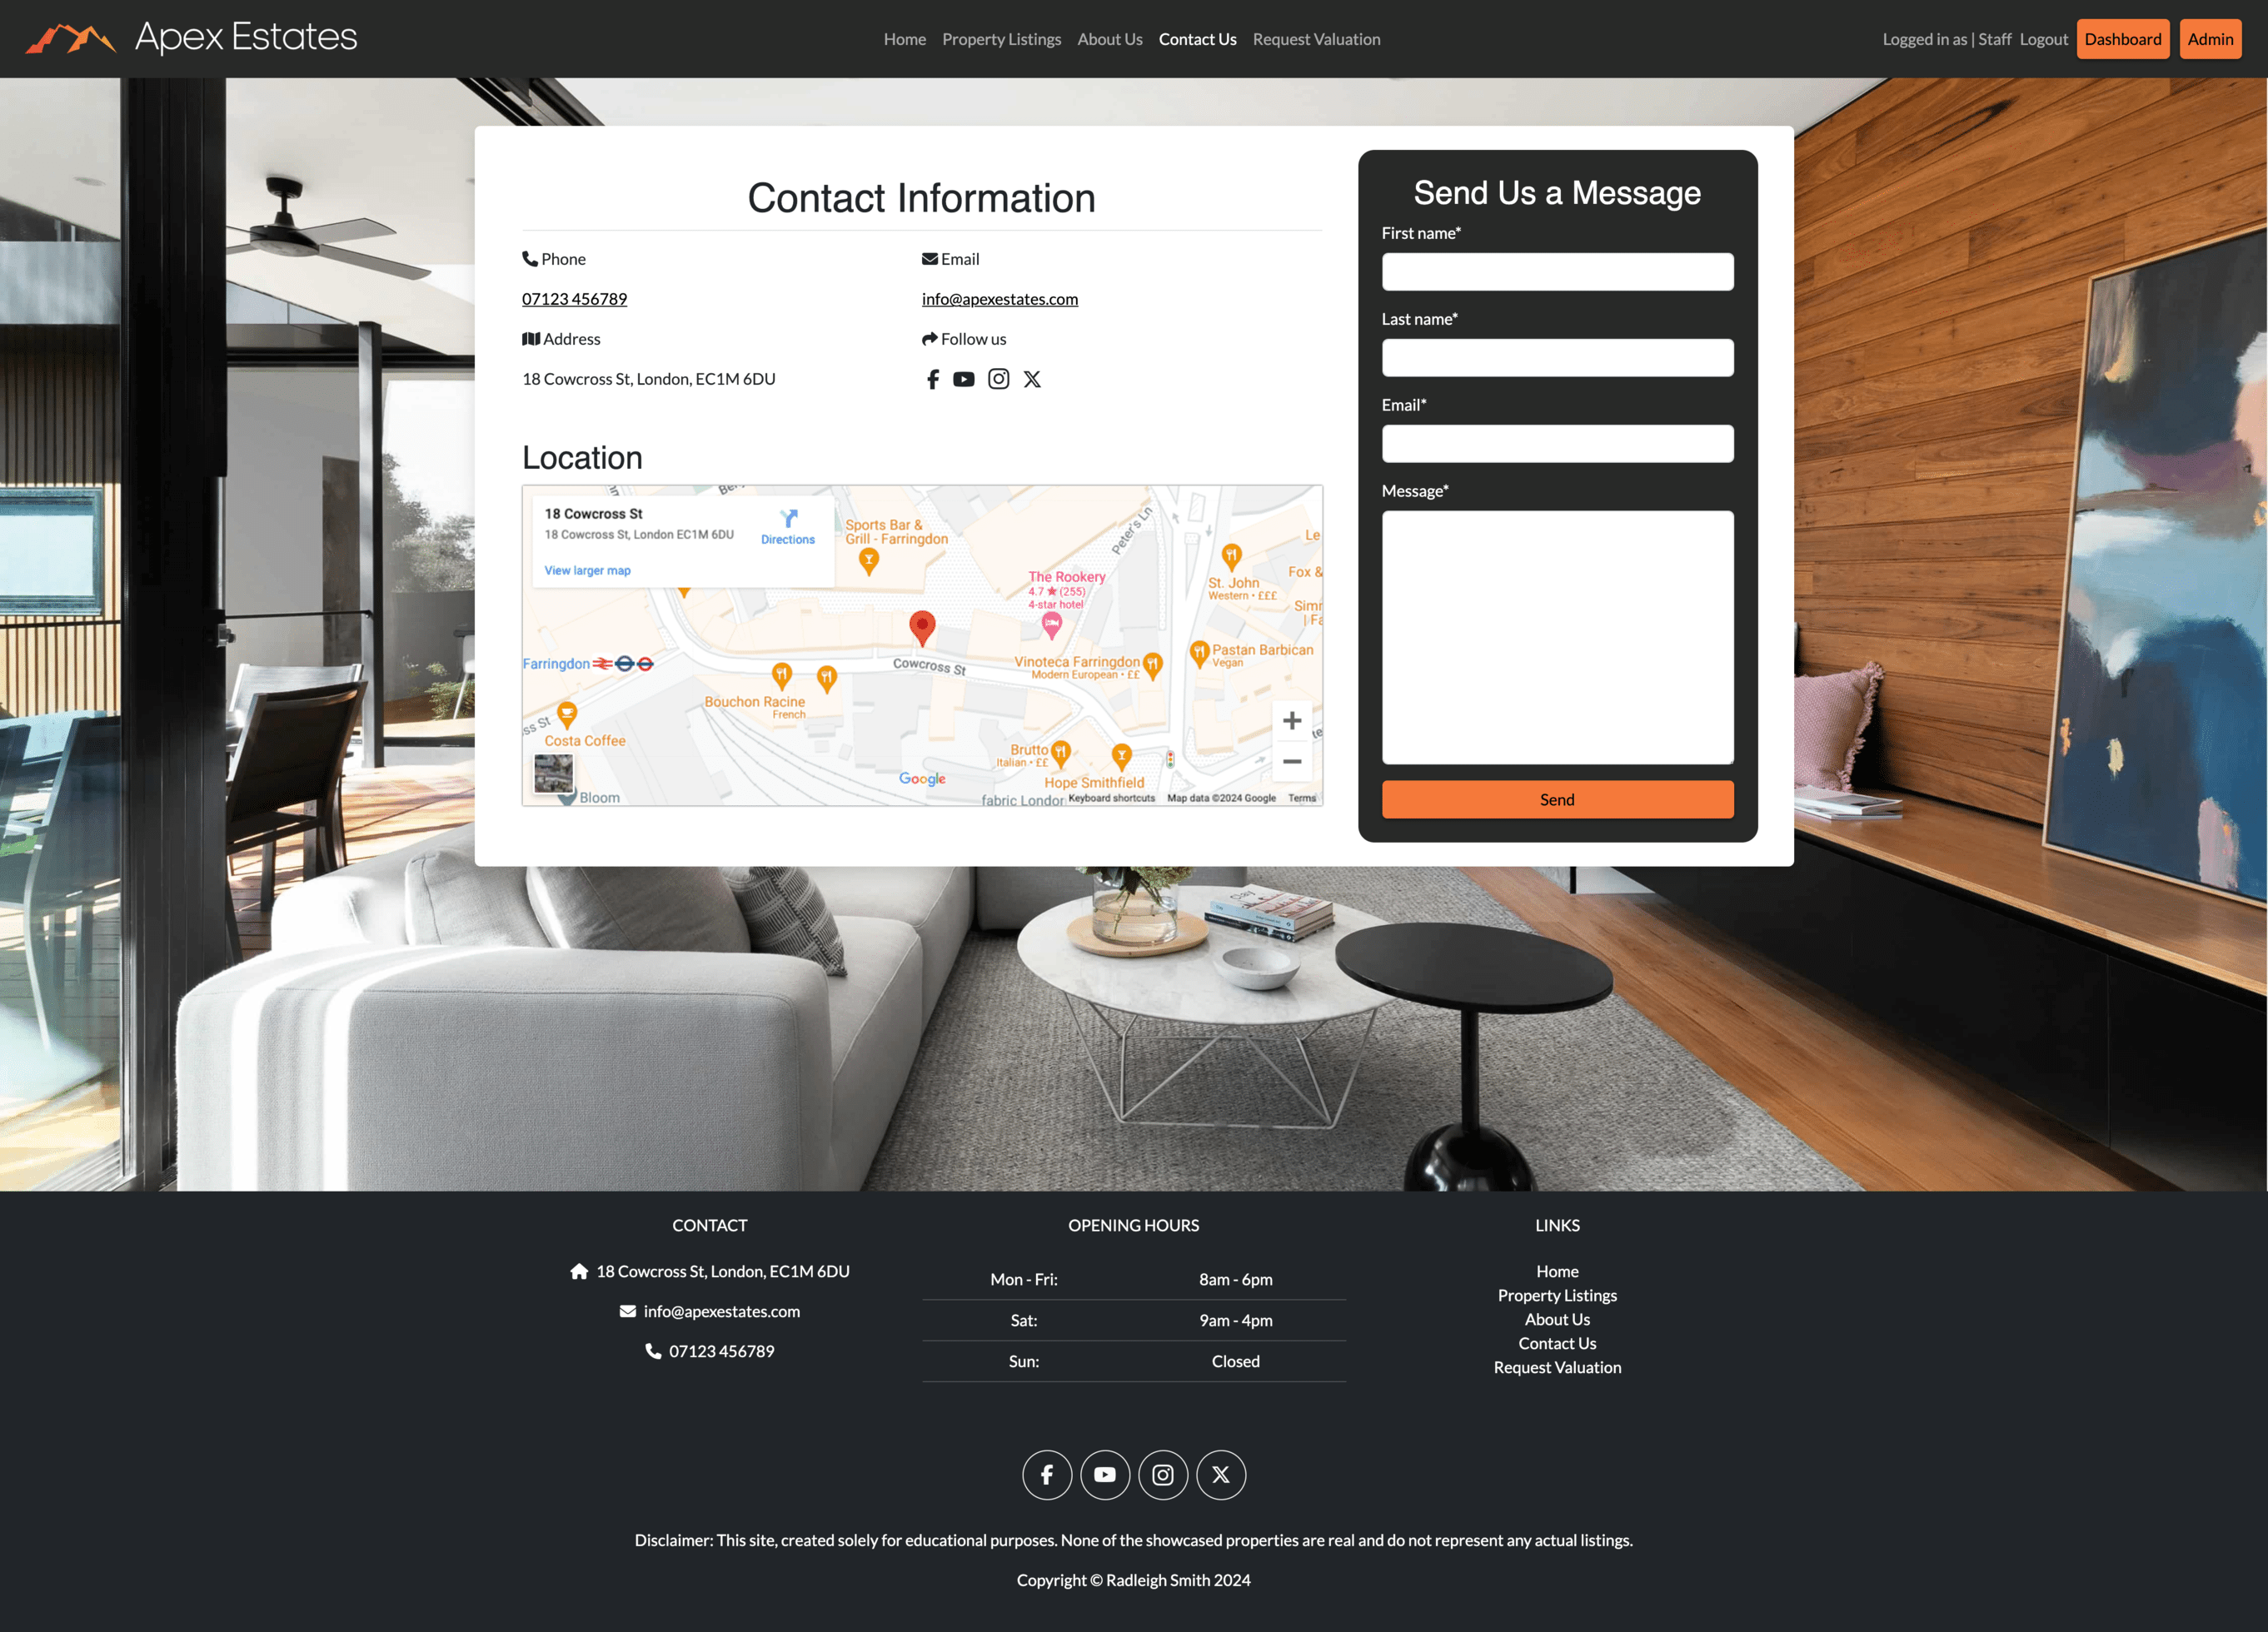 Apex Estates
Home Property Listings About Us Contact Us Request Valuation
Logged in as | Staff Logout Dashboard Admin
Contact Information
Phone
07123 456789
Address
18 Cowcross St, London, EC1M 6DU
Email
info@apexestates.com
Follow us
Location
18 Cowcross St
18 Cowcross St, London EC1M 6DU
Directions
View larger map
Sports Bar &
Grill - Farringdon
Peter's Ln
The Rookery
4.7 ★ (255)
4-star hotel
St. John
Western • £££
Le
Fox &
Farringdon
Cowcross St
Vinoteca Farringdon
Modern European • ££
Pastan Barbican
Vegan
Bouchon Racine
French
Costa Coffee
ss St
Brutto
Italian • ££
Hope Smithfield
Bloom
Google
fabric London
Keyboard shortcuts Map data ©2024 Google Terms
Send Us a Message
First name*
Last name*
Email*
Message*
Send
CONTACT
18 Cowcross St, London, EC1M 6DU
info@apexestates.com
07123 456789
OPENING HOURS
Mon - Fri: 8am - 6pm
Sat: 9am - 4pm
Sun: Closed
LINKS
Home
Property Listings
About Us
Contact Us
Request Valuation
Disclaimer: This site, created solely for educational purposes. None of the showcased properties are real and do not represent any actual listings.
Copyright © Radleigh Smith 2024